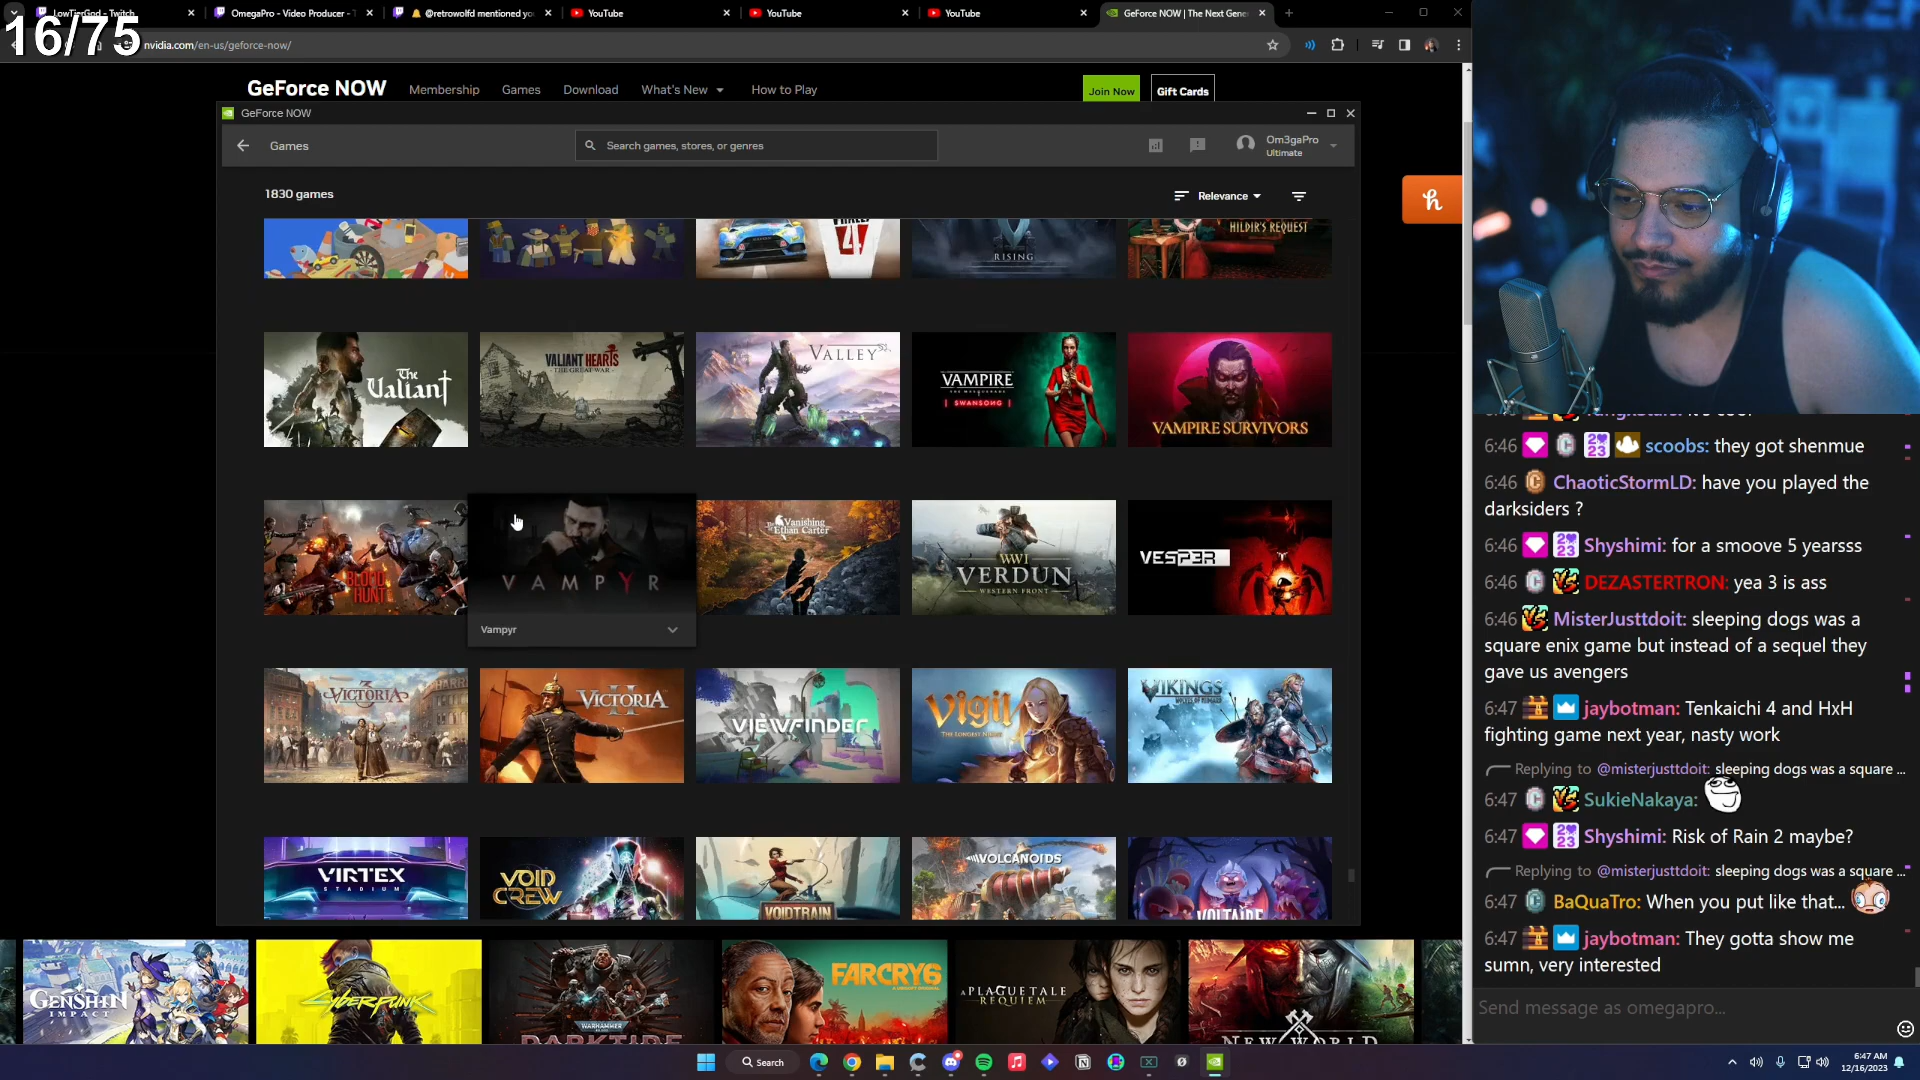 LowTierGod - Twitch
OmegaPro - Video Producer - T
@retrowolfd mentioned yo
YouTube
YouTube
YouTube
GeForce NOW | The Next Gene
16/75
nvidia.com/en-us/geforce-now/
GeForce NOW
Membership
Games
Download
What's New
How to Play
Join Now
Gift Cards
GeForce NOW
Games
Search games, stores, or genres
Om3gaPro
Ultimate
1830 games
Relevance
4
RISING
HILDIR'S REQUEST
The Valiant
VALIANT HEARTS
- THE GREAT WAR -
VALLEY
VAMPIRE
SWANSONG
VAMPIRE SURVIVORS
BLOOD HUNT
VAMPYR
Vampyr
The Vanishing of Ethan Carter
WWI
VERDUN
WESTERN FRONT
VESP3R
VICTORIA
3
VICTORIA
II
VIEWFINDER
Vigil
THE LONGEST NIGHT
VIKINGS
VIRTEX
STADIUM
VOID CREW
VOIDTRAIN
VOLCANOIDS
VOLTAIRE
GENSHIN
IMPACT
CYBERPUNK
WARHAMMER
DARKTIDE
FARCRY6
A PLAGUE TALE
REQUIEM
NEW WORLD
6:46 scoobs: they got shenmue
6:46 ChaoticStormLD: have you played the
darksiders ?
6:46 Shyshimi: for a smoove 5 yearsss
6:46 DEZASTERTRON: yea 3 is ass
6:46 MisterJusttdoit: sleeping dogs was a
square enix game but instead of a sequel they
gave us avengers
6:47 jaybotman: Tenkaichi 4 and HxH
fighting game next year, nasty work
Replying to @misterjusttdoit: sleeping dogs was a square ...
6:47 SukieNakaya:
6:47 Shyshimi: Risk of Rain 2 maybe?
Replying to @misterjusttdoit: sleeping dogs was a square ...
6:47 BaQuaTro: When you put like that...
6:47 jaybotman: They gotta show me
sumn, very interested
Send message as omegapro...
Search
6:47 AM
12/16/2023